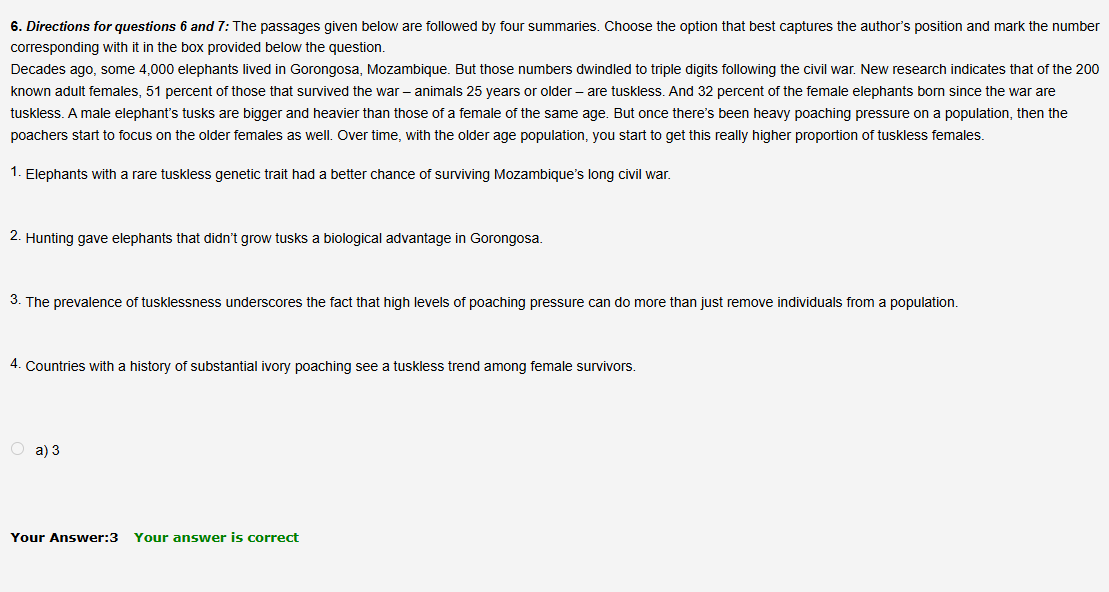 6. Directions for questions 6 and 7: The passages given below are followed by four summaries. Choose the option that best captures the author's position and mark the number
corresponding with it in the box provided below the question.
Decades ago, some 4,000 elephants lived in Gorongosa, Mozambique. But those numbers dwindled to triple digits following the civil war. New research indicates that of the 200
known adult females, 51 percent of those that survived the war – animals 25 years or older – are tuskless. And 32 percent of the female elephants born since the war are
tuskless. A male elephant's tusks are bigger and heavier than those of a female of the same age. But once there's been heavy poaching pressure on a population, then the
poachers start to focus on the older females as well. Over time, with the older age population, you start to get this really higher proportion of tuskless females.
1. Elephants with a rare tuskless genetic trait had a better chance of surviving Mozambique's long civil war.
2. Hunting gave elephants that didn't grow tusks a biological advantage in Gorongosa.
3. The prevalence of tusklessness underscores the fact that high levels of poaching pressure can do more than just remove individuals from a population.
4. Countries with a history of substantial ivory poaching see a tuskless trend among female survivors.
a) 3
Your Answer:3 Your answer is correct